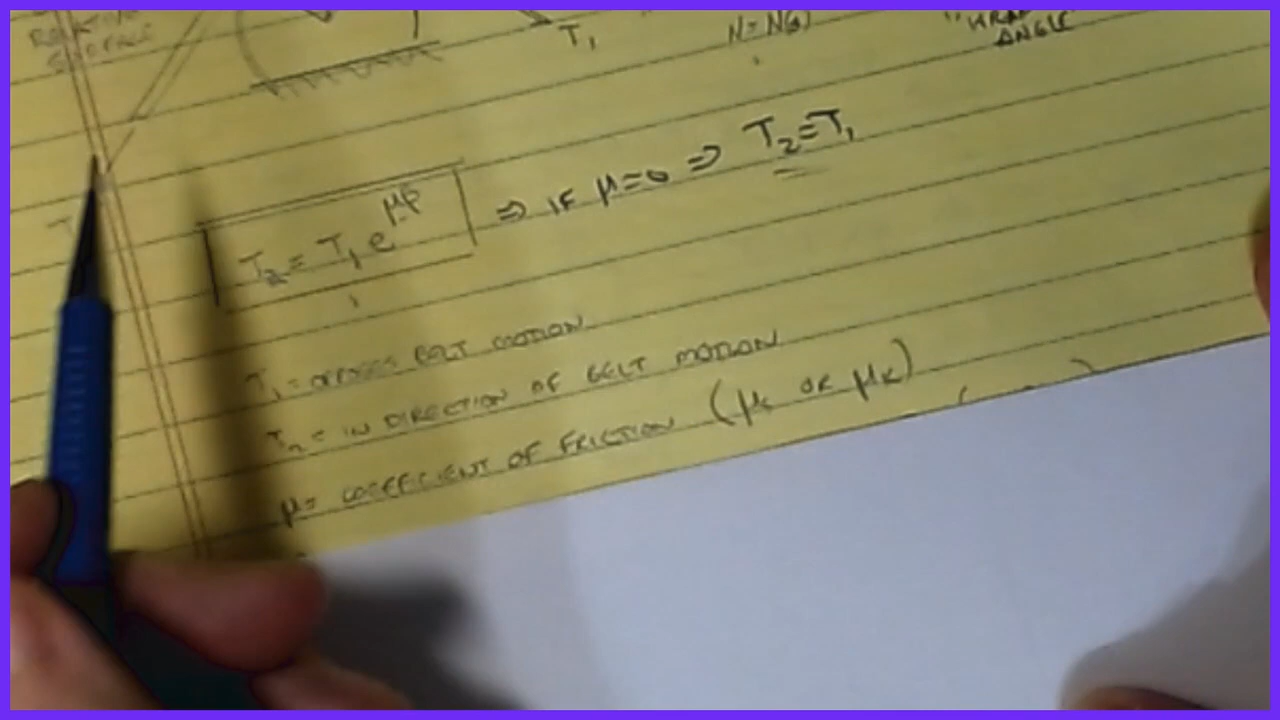 SURFACE
T₁
N = N(β)
ANGLE
T₂ = T₁ e^μβ ⇒ IF μ=0 ⇒ T₂=T₁
T₁ = OPPOSES BELT MOTION
T₂ = IN DIRECTION OF BELT MOTION
μ = COEFFICIENT OF FRICTION (μs OR μk)